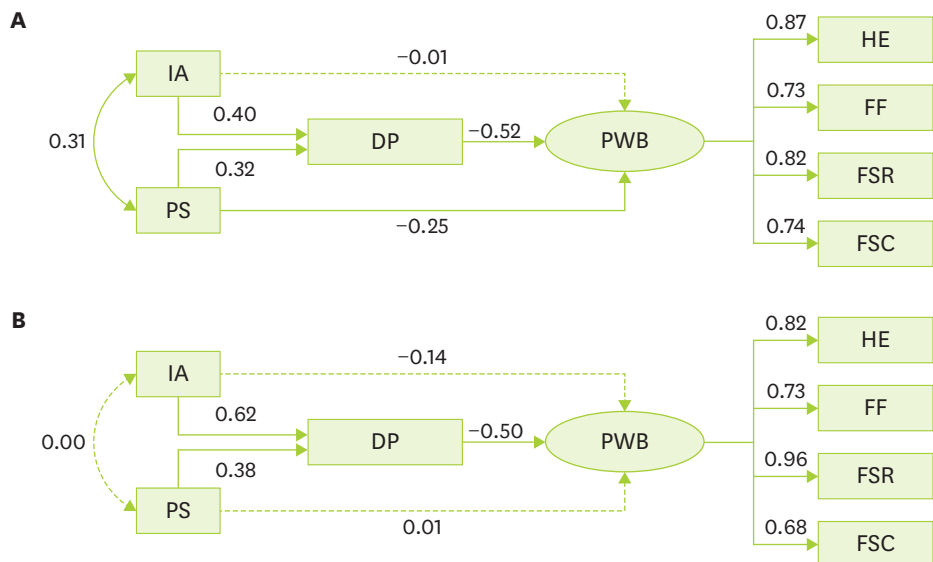 A
IA
−0.01
0.87
HE
0.40
0.73
FF
0.31
DP
−0.52
PWB
0.82
FSR
0.32
PS
−0.25
0.74
FSC
B
IA
−0.14
0.82
HE
0.62
0.73
FF
0.00
DP
−0.50
PWB
0.96
FSR
0.38
PS
0.01
0.68
FSC